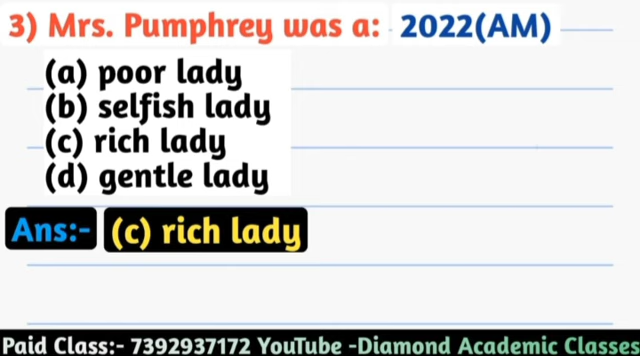 3) Mrs. Pumphrey was a: 2022(AM)
(a) poor lady
(b) selfish lady
(c) rich lady
(d) gentle lady
Ans:- (c) rich lady
Paid Class:- 7392937172 YouTube -Diamond Academic Classes